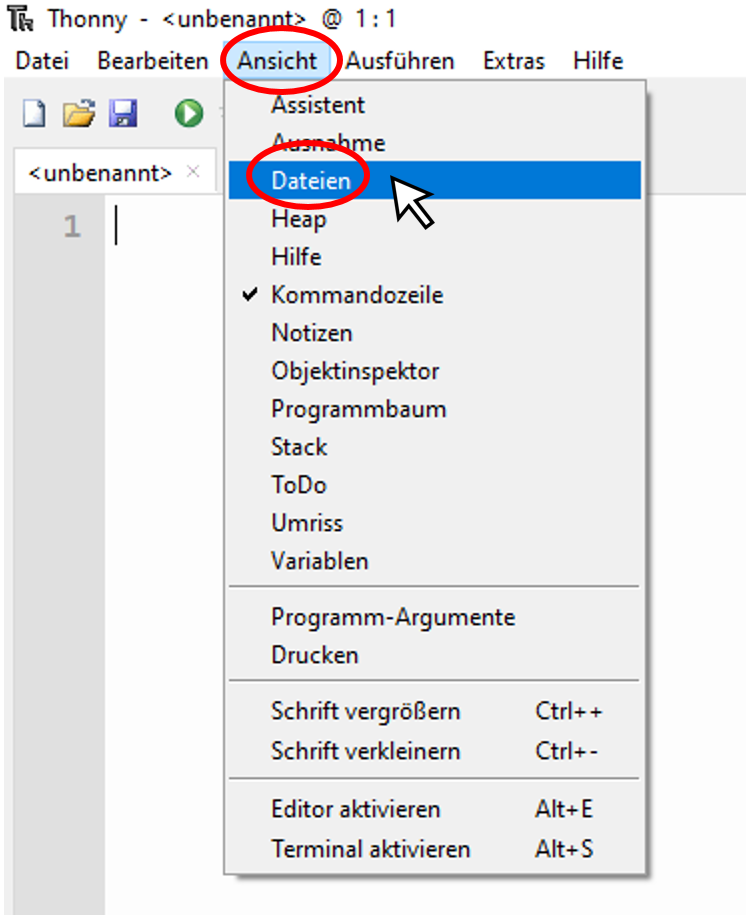 Thonny - <unbenannt> @ 1 : 1
Datei Bearbeiten Ansicht Ausführen Extras Hilfe
<unbenannt> ×
1
Assistent
Ausnahme
Dateien
Heap
Hilfe
✔ Kommandozeile
Notizen
Objektinspektor
Programmbaum
Stack
ToDo
Umriss
Variablen
Programm-Argumente
Drucken
Schrift vergrößern Ctrl++
Schrift verkleinern Ctrl+-
Editor aktivieren Alt+E
Terminal aktivieren Alt+S